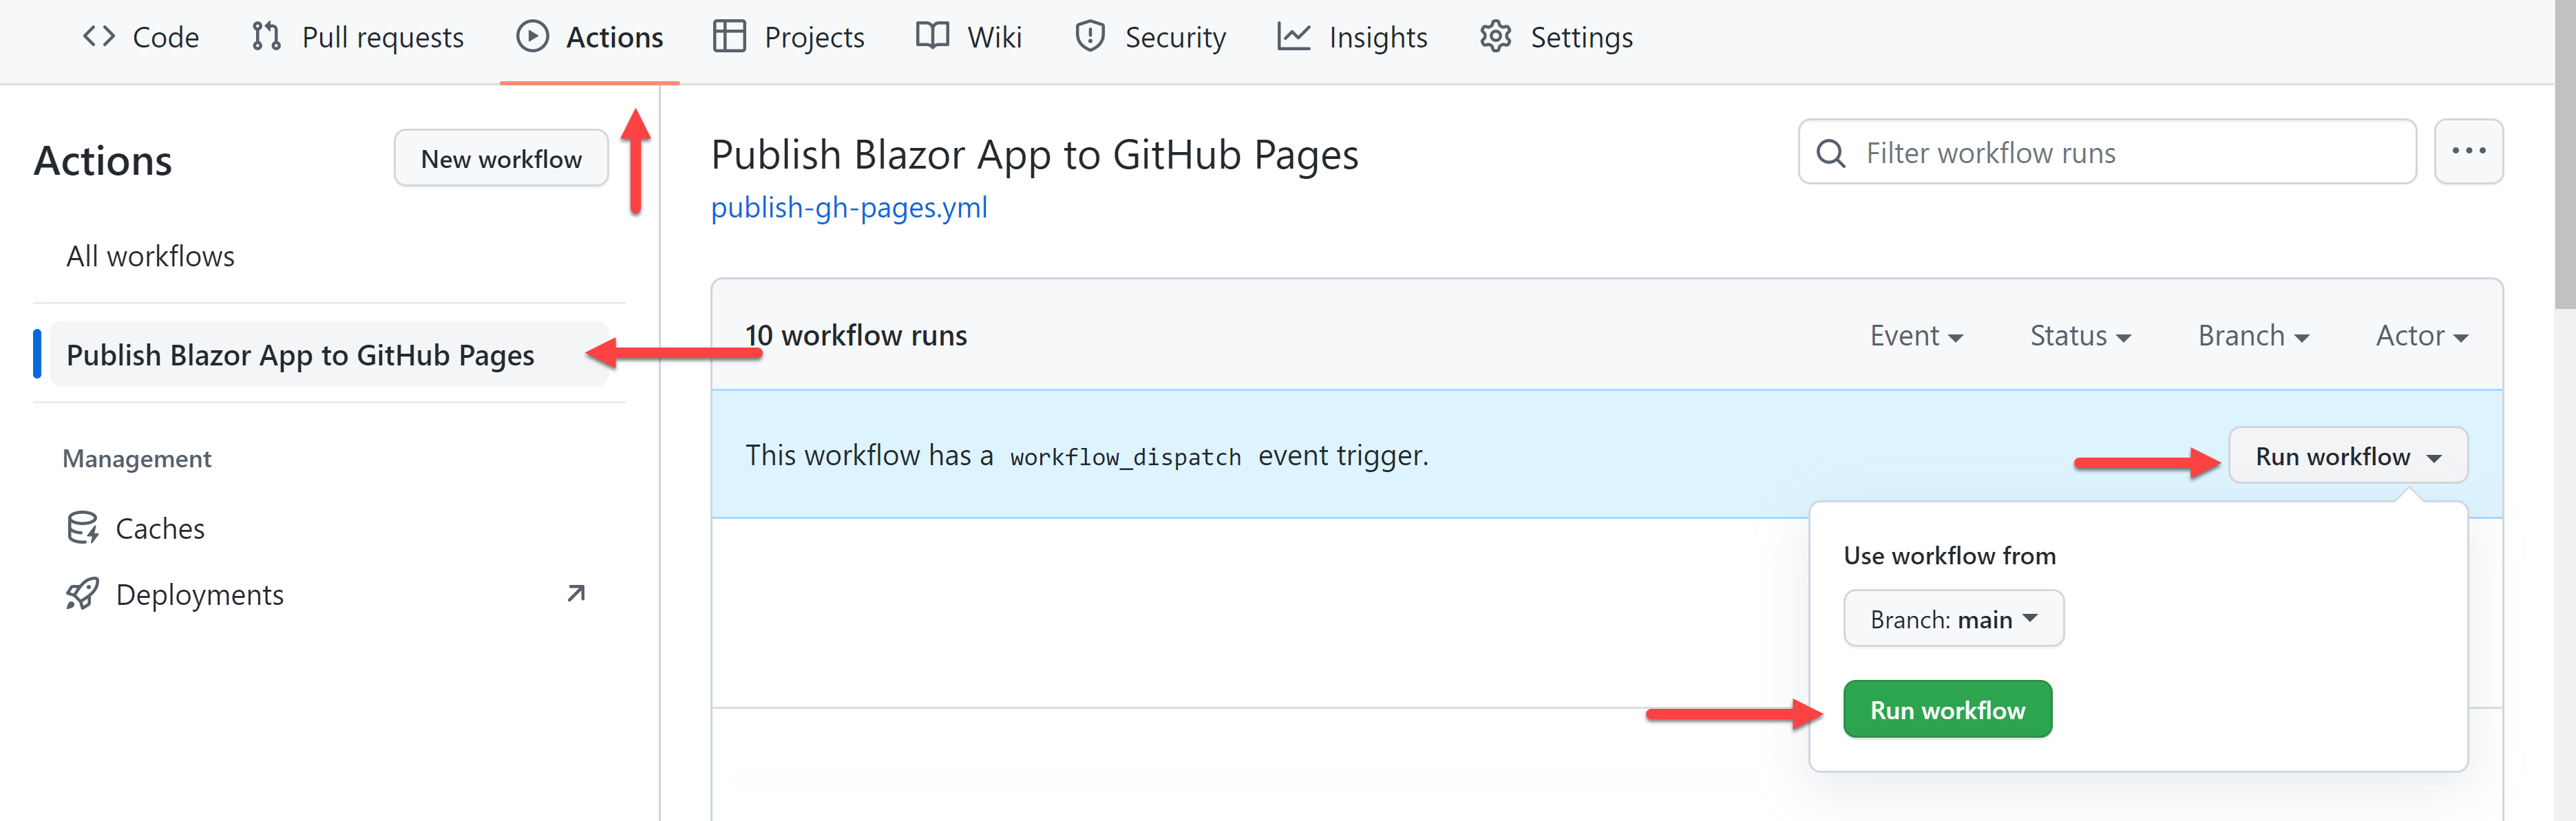 Code Pull requests Actions Projects Wiki Security Insights Settings
Actions
New workflow
All workflows
Publish Blazor App to GitHub Pages
Management
Caches
Deployments
Publish Blazor App to GitHub Pages
publish-gh-pages.yml
Filter workflow runs
10 workflow runs
Event Status Branch Actor
This workflow has a workflow_dispatch event trigger.
Run workflow
Use workflow from
Branch: main
Run workflow